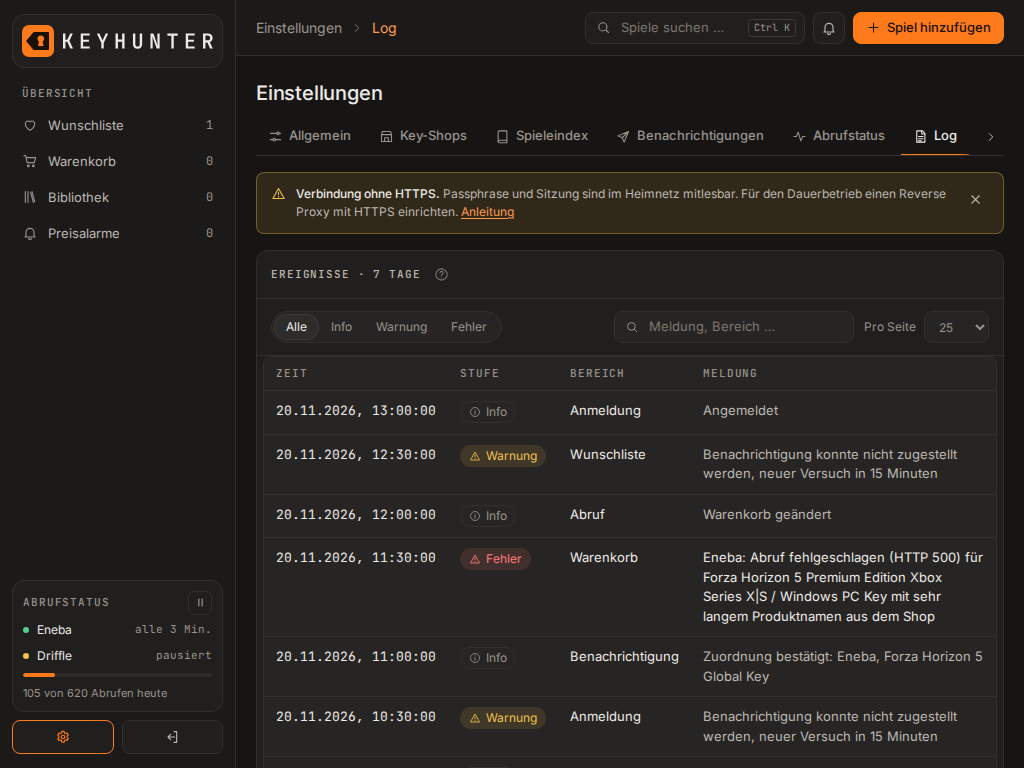 KEYHUNTER
ÜBERSICHT
Wunschliste 1
Warenkorb 0
Bibliothek 0
Preisalarme 0
ABRUFSTATUS
Eneba alle 3 Min.
Driffle pausiert
105 von 620 Abrufen heute
Einstellungen > Log
Spiele suchen ... Ctrl K
+ Spiel hinzufügen
Einstellungen
Allgemein Key-Shops Spieleindex Benachrichtigungen Abrufstatus Log
Verbindung ohne HTTPS. Passphrase und Sitzung sind im Heimnetz mitlesbar. Für den Dauerbetrieb einen Reverse
Proxy mit HTTPS einrichten. Anleitung
EREIGNISSE · 7 TAGE
Alle Info Warnung Fehler
Meldung, Bereich ... Pro Seite 25
ZEIT STUFE BEREICH MELDUNG
20.11.2026, 13:00:00 Info Anmeldung Angemeldet
20.11.2026, 12:30:00 Warnung Wunschliste Benachrichtigung konnte nicht zugestellt
werden, neuer Versuch in 15 Minuten
20.11.2026, 12:00:00 Info Abruf Warenkorb geändert
20.11.2026, 11:30:00 Fehler Warenkorb Eneba: Abruf fehlgeschlagen (HTTP 500) für
Forza Horizon 5 Premium Edition Xbox
Series X|S / Windows PC Key mit sehr
langem Produktnamen aus dem Shop
20.11.2026, 11:00:00 Info Benachrichtigung Zuordnung bestätigt: Eneba, Forza Horizon 5
Global Key
20.11.2026, 10:30:00 Warnung Anmeldung Benachrichtigung konnte nicht zugestellt
werden, neuer Versuch in 15 Minuten